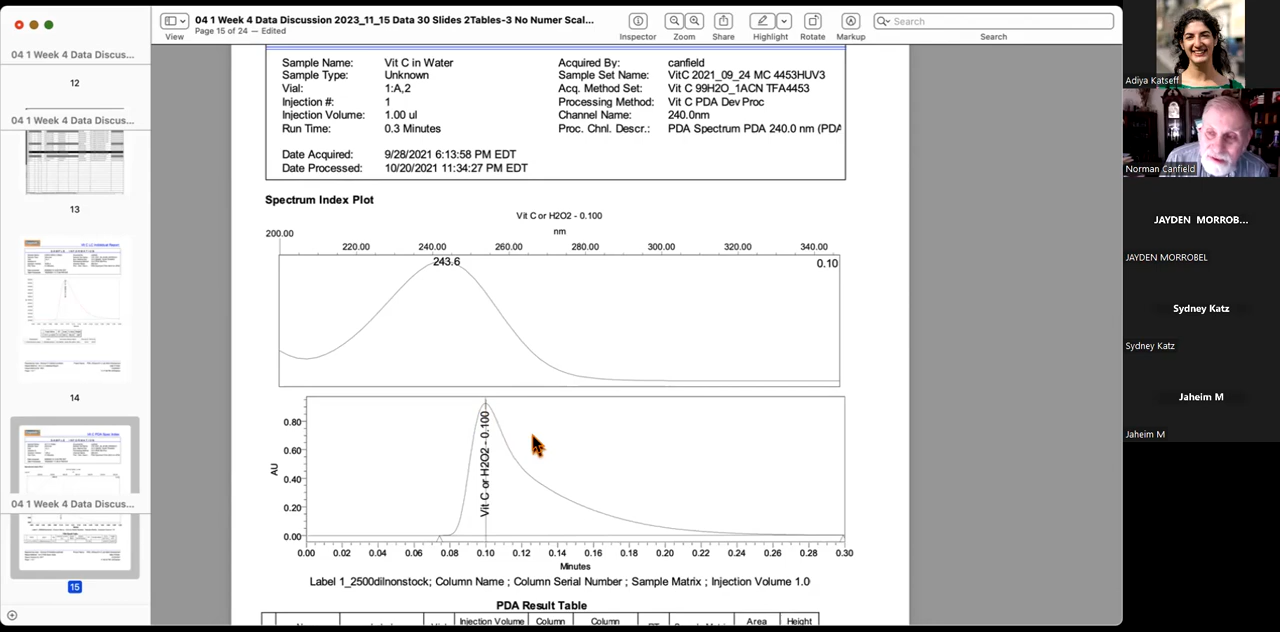 04 1 Week 4 Data Discussion 2023_11_15 Data 30 Slides 2Tables-3 No Numer Scal...
Page 15 of 24 — Edited
View
Inspector
Zoom
Share
Highlight
Rotate
Markup
Search
Search
04 1 Week 4 Data Discus...
12
04 1 Week 4 Data Discus...
13
14
04 1 Week 4 Data Discus...
15
Sample Name: Vit C in Water
Sample Type: Unknown
Vial: 1:A,2
Injection #: 1
Injection Volume: 1.00 ul
Run Time: 0.3 Minutes
Date Acquired: 9/28/2021 6:13:58 PM EDT
Date Processed: 10/20/2021 11:34:27 PM EDT
Acquired By: canfield
Sample Set Name: VitC 2021_09_24 MC 4453HUV3
Acq. Method Set: Vit C 99H2O_1ACN TFA4453
Processing Method: Vit C PDA Dev Proc
Channel Name: 240.0nm
Proc. Chnl. Descr.: PDA Spectrum PDA 240.0 nm (PDA
Spectrum Index Plot
Vit C or H2O2 - 0.100
nm
200.00 220.00 240.00 260.00 280.00 300.00 320.00 340.00
243.6
0.10
AU
0.80
0.60
0.40
0.20
0.00
Vit C or H2O2 - 0.100
0.00 0.02 0.04 0.06 0.08 0.10 0.12 0.14 0.16 0.18 0.20 0.22 0.24 0.26 0.28 0.30
Minutes
Label 1_2500dilnonstock; Column Name ; Column Serial Number ; Sample Matrix ; Injection Volume 1.0
PDA Result Table
Injection Volume Column Column Area Height
Adiya Katseff
Norman Canfield
JAYDEN MORROB...
JAYDEN MORROBEL
Sydney Katz
Sydney Katz
Jaheim M
Jaheim M